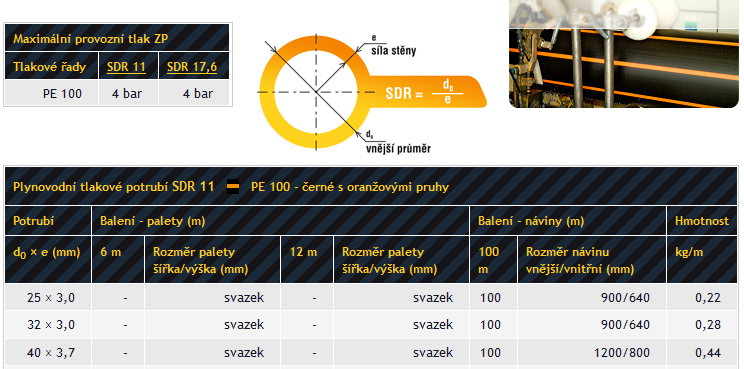 Maximální provozní tlak ZP
Tlakové řady SDR 11 SDR 17,6
PE 100 4 bar 4 bar
e
síla stěny
SDR = d₀ / e
d₀
vnější průměr
Plynovodní tlakové potrubí SDR 11 PE 100 - černé s oranžovými pruhy
Potrubí Balení - palety (m) Balení - náviny (m) Hmotnost
d₀ × e (mm) 6 m Rozměr palety šířka/výška (mm) 12 m Rozměr palety šířka/výška (mm) 100 m Rozměr návinu vnější/vnitřní (mm) kg/m
25 × 3,0 - svazek - svazek 100 900/640 0,22
32 × 3,0 - svazek - svazek 100 900/640 0,28
40 × 3,7 - svazek - svazek 100 1200/800 0,44